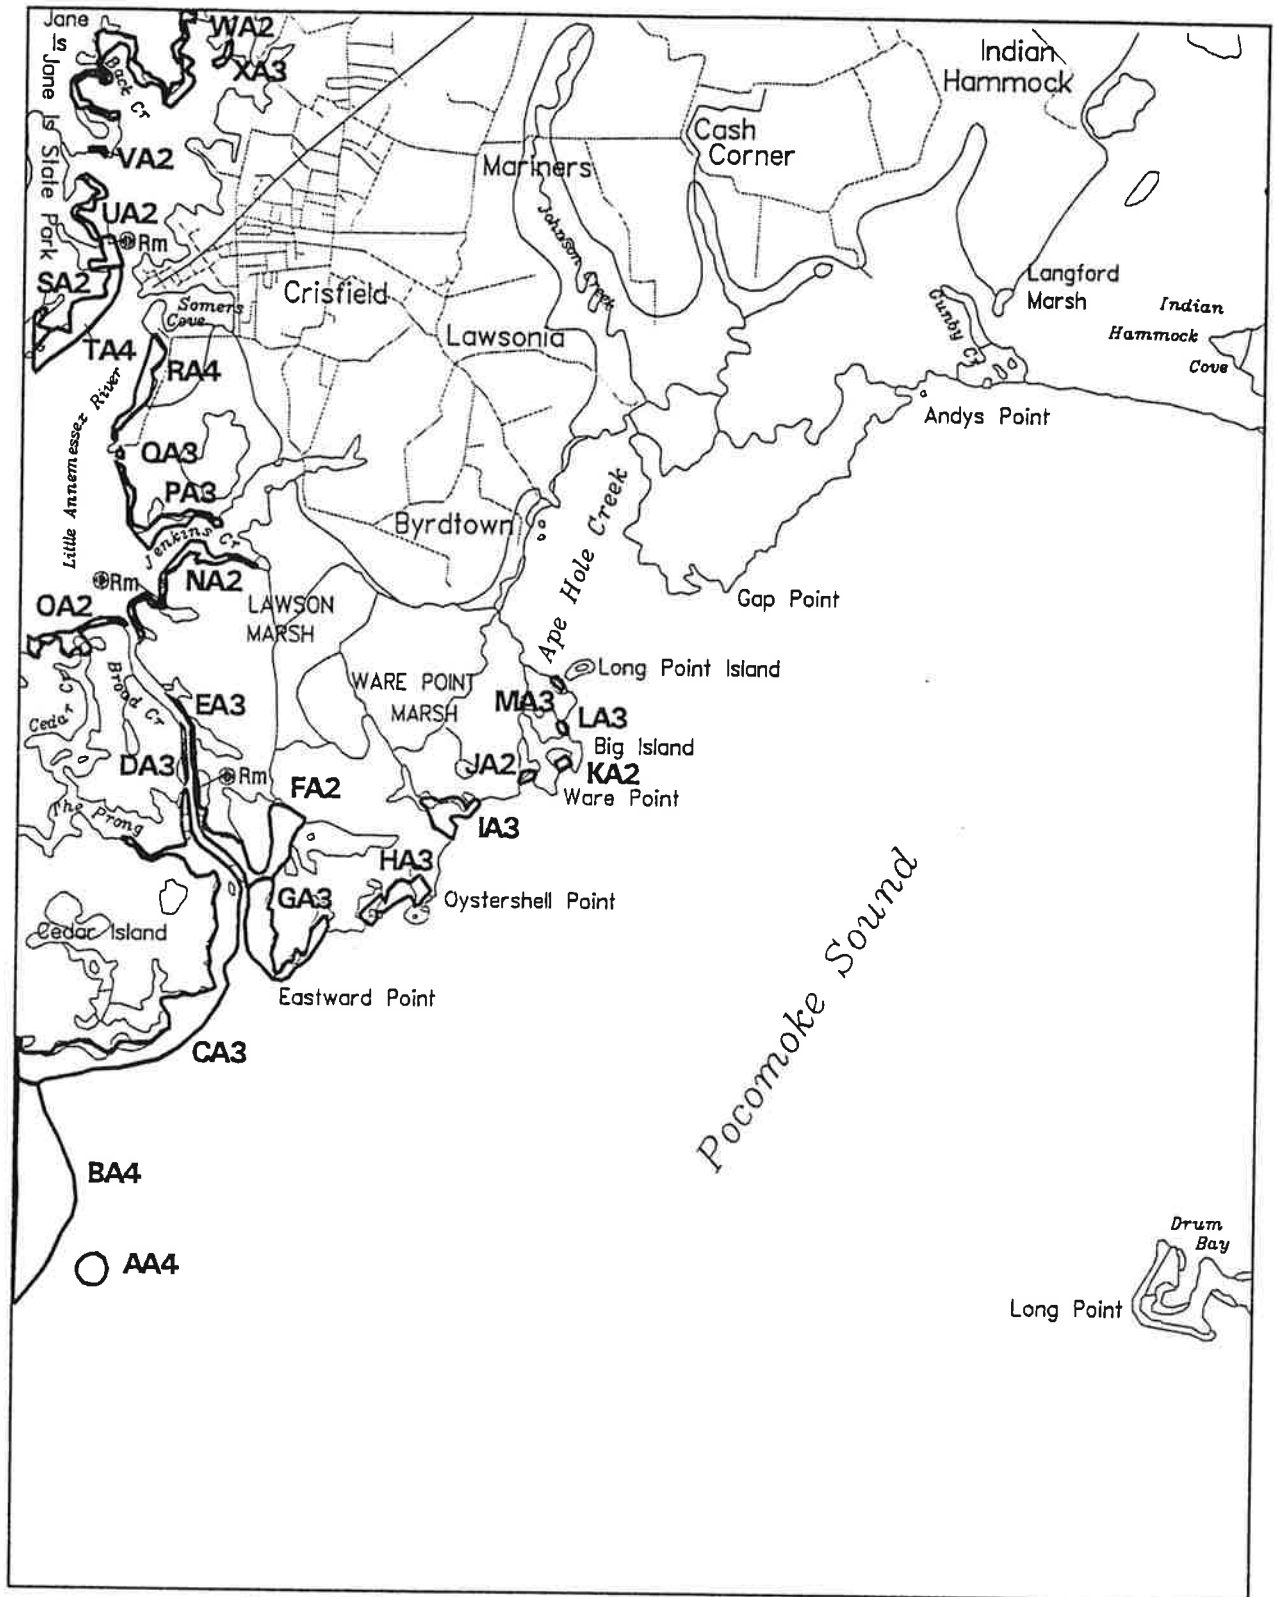 Jane
Is
WA2
XA3
Back Cr
Jane Is State Park
VA2
UA2
Rm
SA2
TA4
Somers
Cove
Crisfield
RA4
Little Annemessex River
QA3
PA3
Jenkins Cr
NA2
Rm
OA2
LAWSON
MARSH
Mariners
Johnson Creek
Cash
Corner
Indian
Hammock
Lawsonia
Langford
Marsh
Cunby Cr
Indian
Hammock
Cove
Andys Point
Byrdtown
Ape Hole Creek
Gap Point
Long Point Island
WARE POINT
MARSH
MA3
LA3
Big Island
JA2
KA2
Ware Point
IA3
Cedar Cr
Broad Cr
EA3
DA3
Rm
FA2
The Prong
HA3
Oystershell Point
GA3
Cedar Island
Eastward Point
CA3
Pocomoke Sound
BA4
AA4
Drum
Bay
Long Point